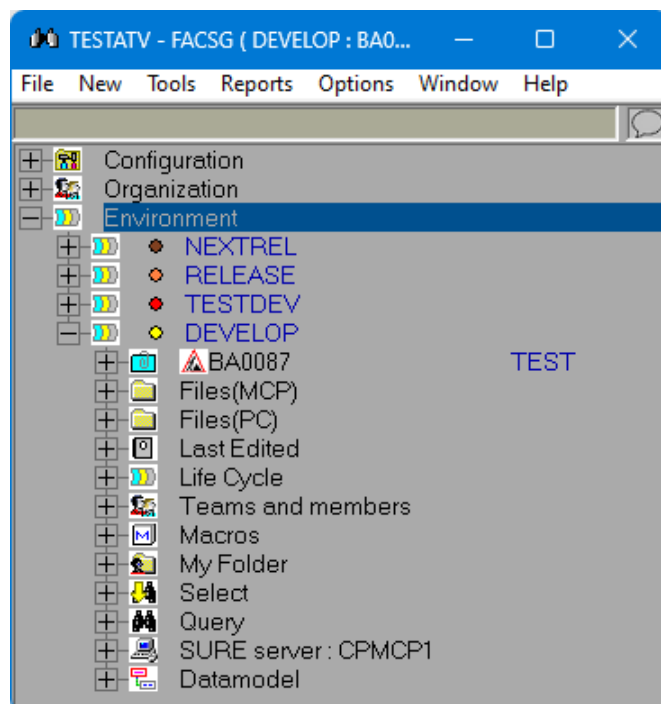 TESTATV - FACSG ( DEVELOP : BA0...
File New Tools Reports Options Window Help
Configuration
Organization
Environment
NEXTREL
RELEASE
TESTDEV
DEVELOP
BA0087 TEST
Files(MCP)
Files(PC)
Last Edited
Life Cycle
Teams and members
Macros
My Folder
Select
Query
SURE server : CPMCP1
Datamodel